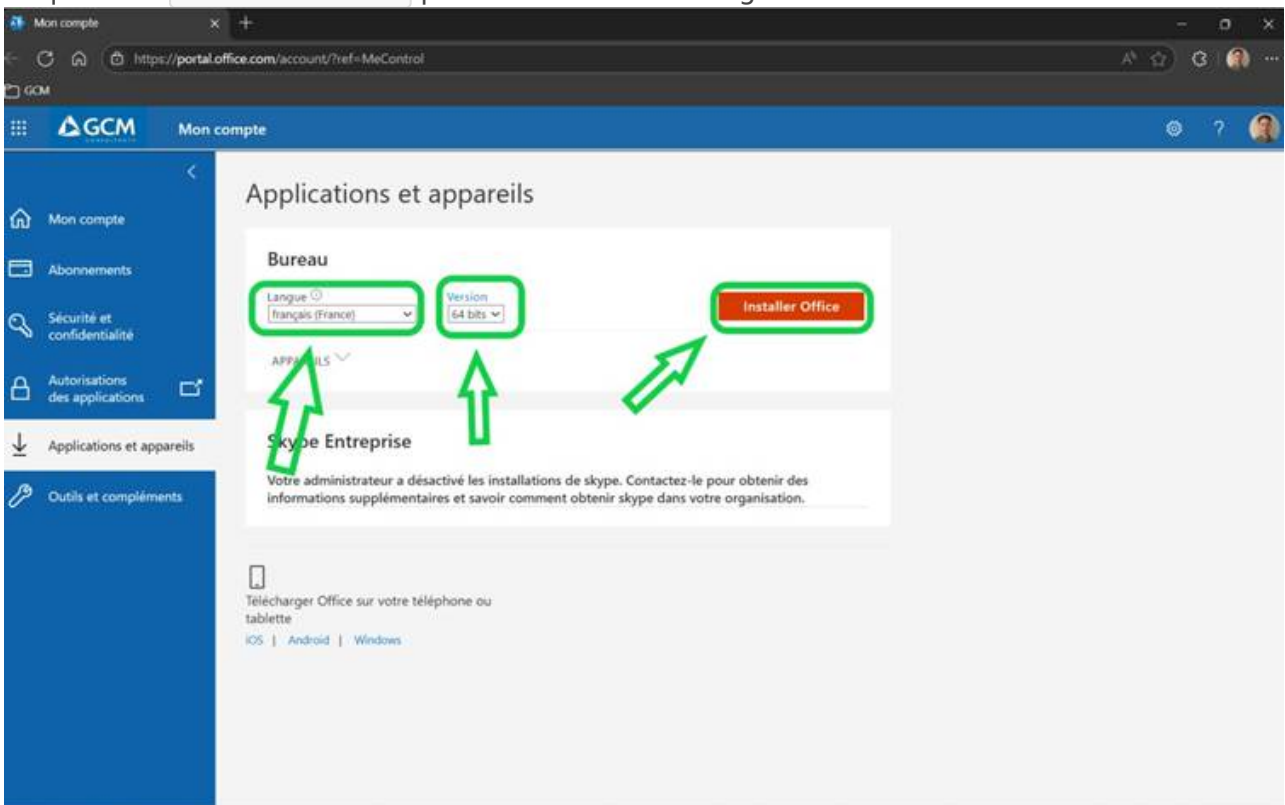 Mon compte
https://portal.office.com/account/?ref=MeControl
GCM
GCM
Mon compte
Mon compte
Abonnements
Sécurité et
confidentialité
Autorisations
des applications
Applications et appareils
Outils et compléments
Applications et appareils
Bureau
Langue
Version
français (France)
64 bits
Installer Office
Skype Entreprise
Votre administrateur a désactivé les installations de skype. Contactez-le pour obtenir des
informations supplémentaires et savoir comment obtenir skype dans votre organisation.
Télécharger Office sur votre téléphone ou
tablette
iOS | Android | Windows